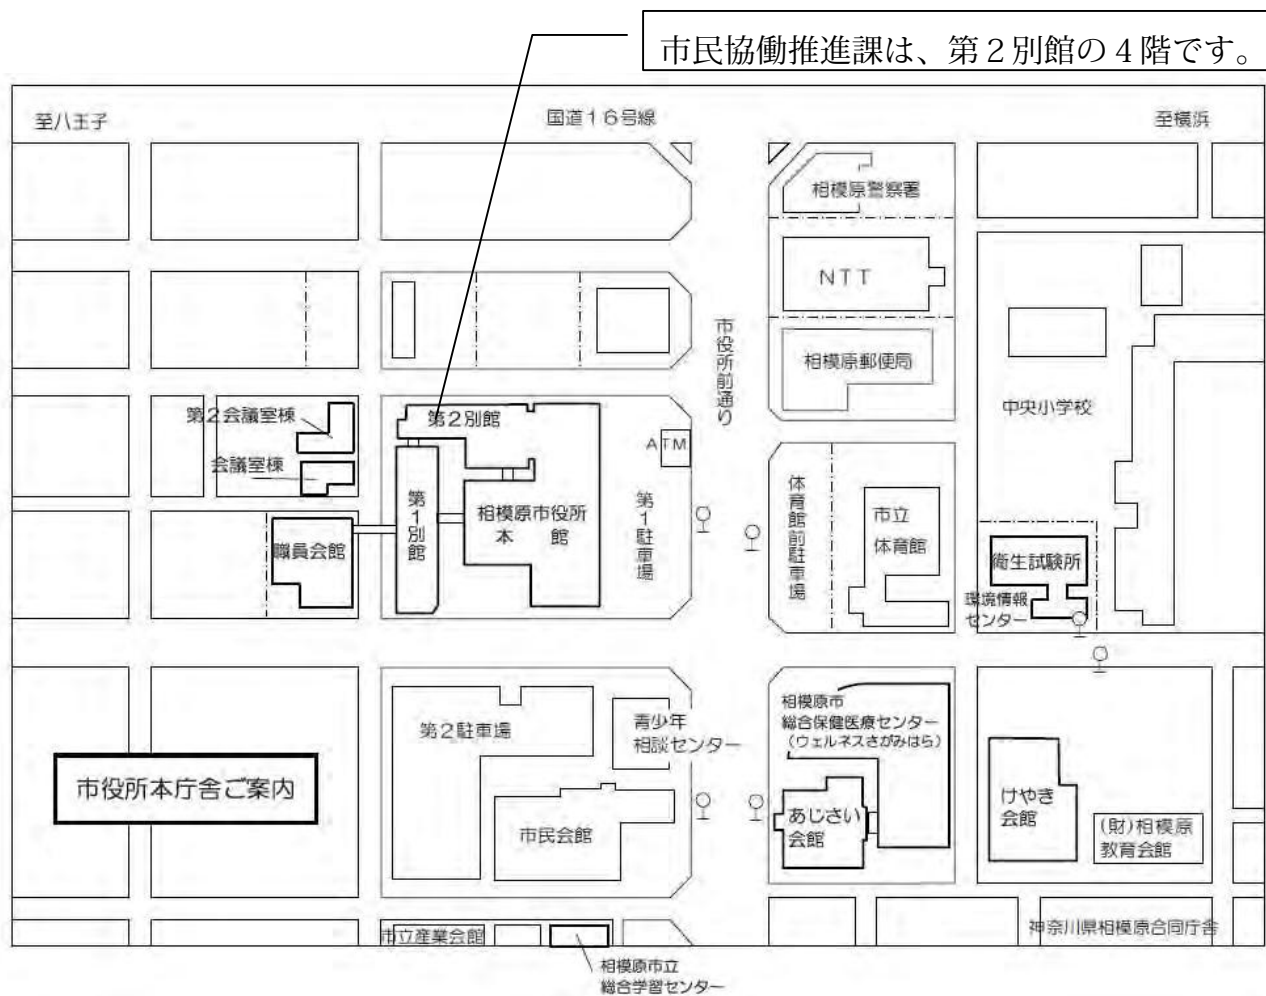 市民協働推進課は、第２別館の４階です。
至八王子
国道１６号線
至横浜
相模原警察署
ＮＴＴ
市役所前通り
相模原郵便局
中央小学校
第２会議室棟
会議室棟
第２別館
ＡＴＭ
第１別館
相模原市役所
本　館
第１駐車場
体育館前駐車場
市立
体育館
職員会館
衛生試験所
環境情報
センター
第２駐車場
青少年
相談センター
相模原市
総合保健医療センター
（ウェルネスさがみはら）
市役所本庁舎ご案内
市民会館
あじさい
会館
けやき
会館
(財)相模原
教育会館
市立産業会館
神奈川県相模原合同庁舎
相模原市立
総合学習センター